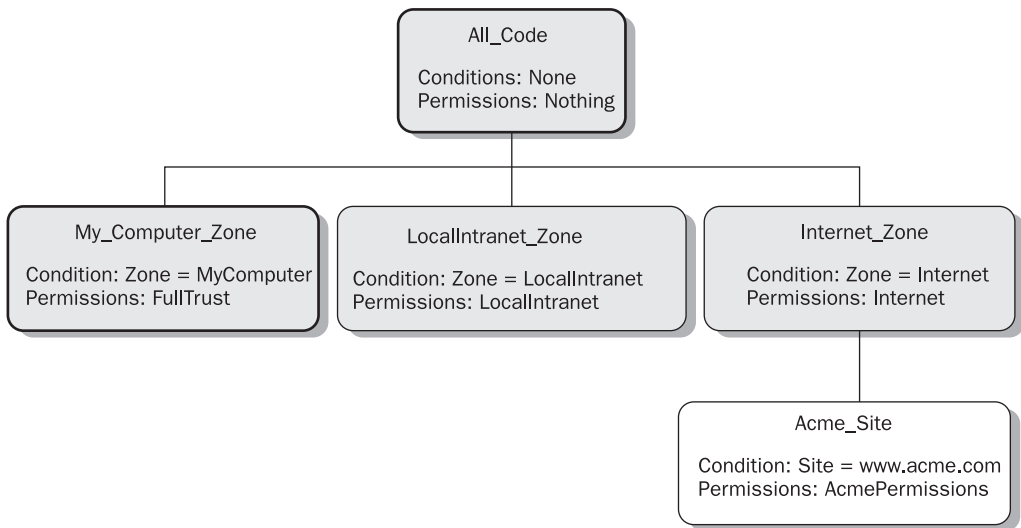 All_Code
Conditions: None
Permissions: Nothing
My_Computer_Zone
Condition: Zone = MyComputer
Permissions: FullTrust
LocalIntranet_Zone
Condition: Zone = LocalIntranet
Permissions: LocalIntranet
Internet_Zone
Condition: Zone = Internet
Permissions: Internet
Acme_Site
Condition: Site = www.acme.com
Permissions: AcmePermissions